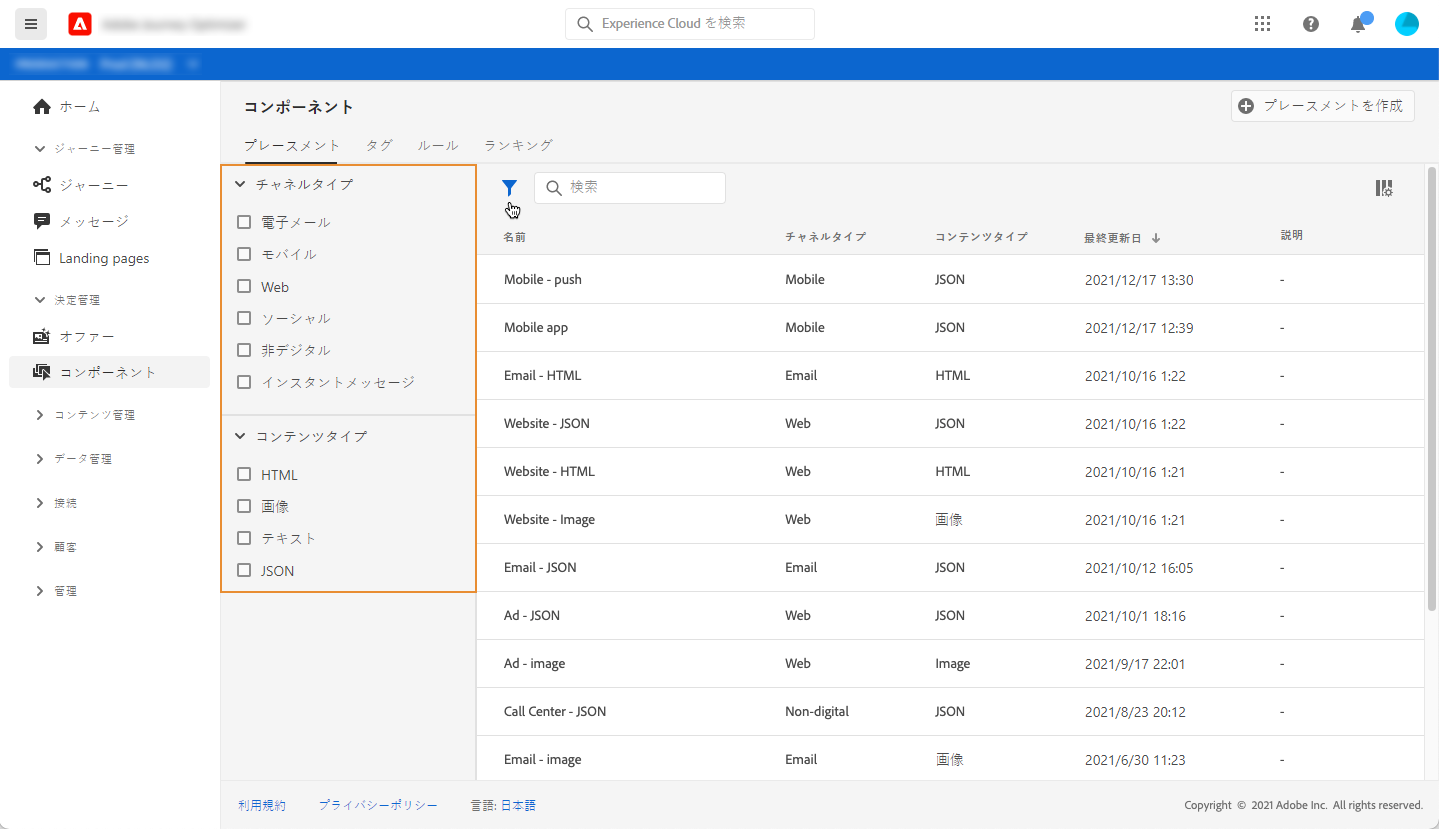 Experience Cloud を検索
ホーム
ジャーニー管理
ジャーニー
メッセージ
Landing pages
決定管理
オファー
コンポーネント
コンテンツ管理
データ管理
接続
顧客
管理
コンポーネント
プレースメントを作成
プレースメント タグ ルール ランキング
チャネルタイプ
電子メール
モバイル
Web
ソーシャル
非デジタル
インスタントメッセージ
コンテンツタイプ
HTML
画像
テキスト
JSON
検索
名前 チャネルタイプ コンテンツタイプ 最終更新日 ↓ 説明
Mobile - push Mobile JSON 2021/12/17 13:30 -
Mobile app Mobile JSON 2021/12/17 12:39 -
Email - HTML Email HTML 2021/10/16 1:22 -
Website - JSON Web JSON 2021/10/16 1:22 -
Website - HTML Web HTML 2021/10/16 1:21 -
Website - Image Web 画像 2021/10/16 1:21 -
Email - JSON Email JSON 2021/10/12 16:05 -
Ad - JSON Web JSON 2021/10/1 18:16 -
Ad - image Web Image 2021/9/17 22:01 -
Call Center - JSON Non-digital JSON 2021/8/23 20:12 -
Email - image Email 画像 2021/6/30 11:23 -
利用規約 プライバシーポリシー 言語: 日本語 Copyright © 2021 Adobe Inc. All rights reserved.